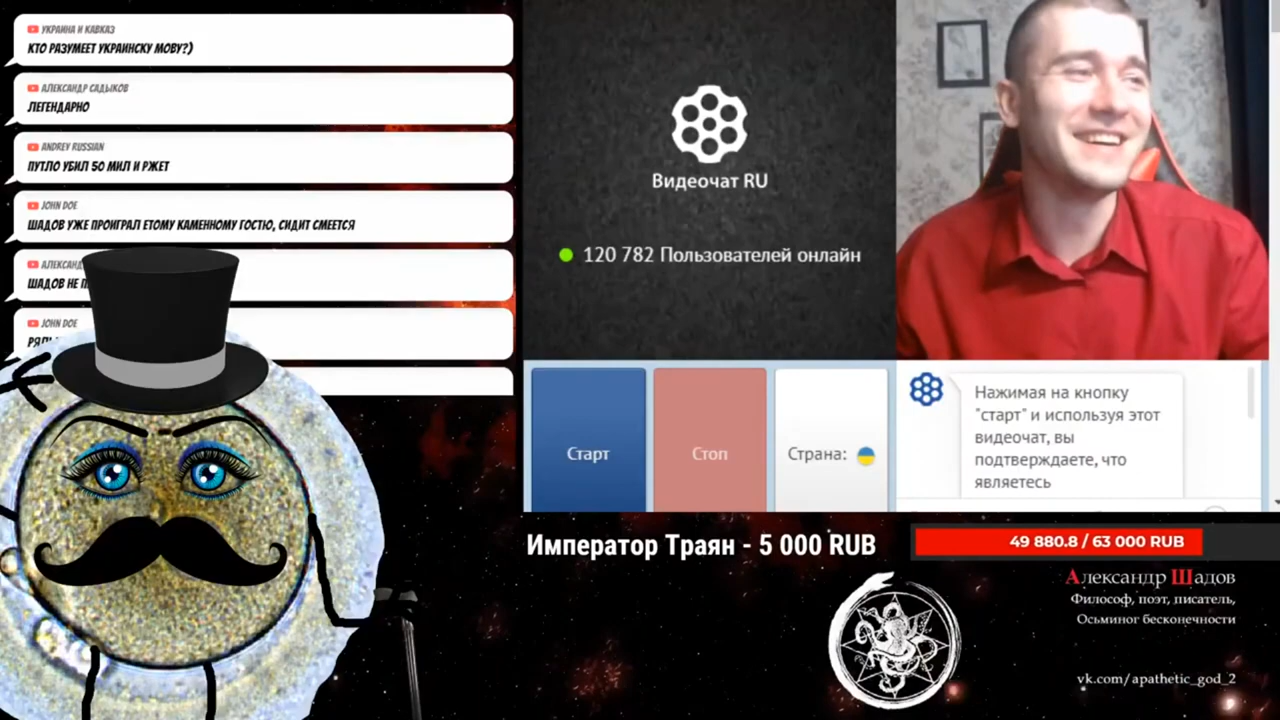 УКРАИНА И КАВКАЗ
КТО РАЗУМЕЕТ УКРАИНСКУ МОВУ?)
АЛЕКСАНДР САДЫКОВ
ЛЕГЕНДАРНО
ANDREY RUSSIAN
ПУТЛО УБИЛ 50 МИЛ И РЖЕТ
JOHN DOE
ШАДОВ УЖЕ ПРОИГРАЛ ЕТОМУ КАМЕННОМУ ГОСТЮ, СИДИТ СМЕЕТСЯ
ШАДОВ НЕ
JOHN DOE
Видеочат RU
120 782 Пользователей онлайн
Старт
Стоп
Страна:
Нажимая на кнопку
"старт" и используя этот
видеочат, вы
подтверждаете, что
являетесь
Император Траян - 5 000 RUB
49 880.8 / 63 000 RUB
Александр Шадов
Философ, поэт, писатель,
Осьминог бесконечности
vk.com/apathetic_god_2